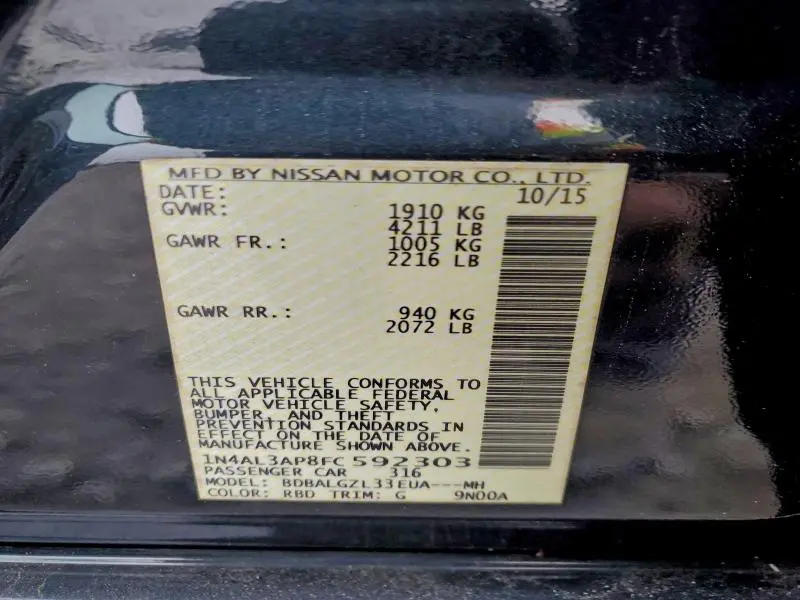 MFD BY NISSAN MOTOR CO., LTD.
DATE: 10/15
GVWR: 1910 KG
4211 LB
GAWR FR.: 1005 KG
2216 LB
GAWR RR.: 940 KG
2072 LB
THIS VEHICLE CONFORMS TO
ALL APPLICABLE FEDERAL
MOTOR VEHICLE SAFETY,
BUMPER, AND THEFT
PREVENTION STANDARDS IN
EFFECT ON THE DATE OF
MANUFACTURE SHOWN ABOVE.
1N4AL3AP8FC592303
PASSENGER CAR 316
MODEL: BDBALGZL33EUA---MH
COLOR: RBD TRIM: G 9N00A